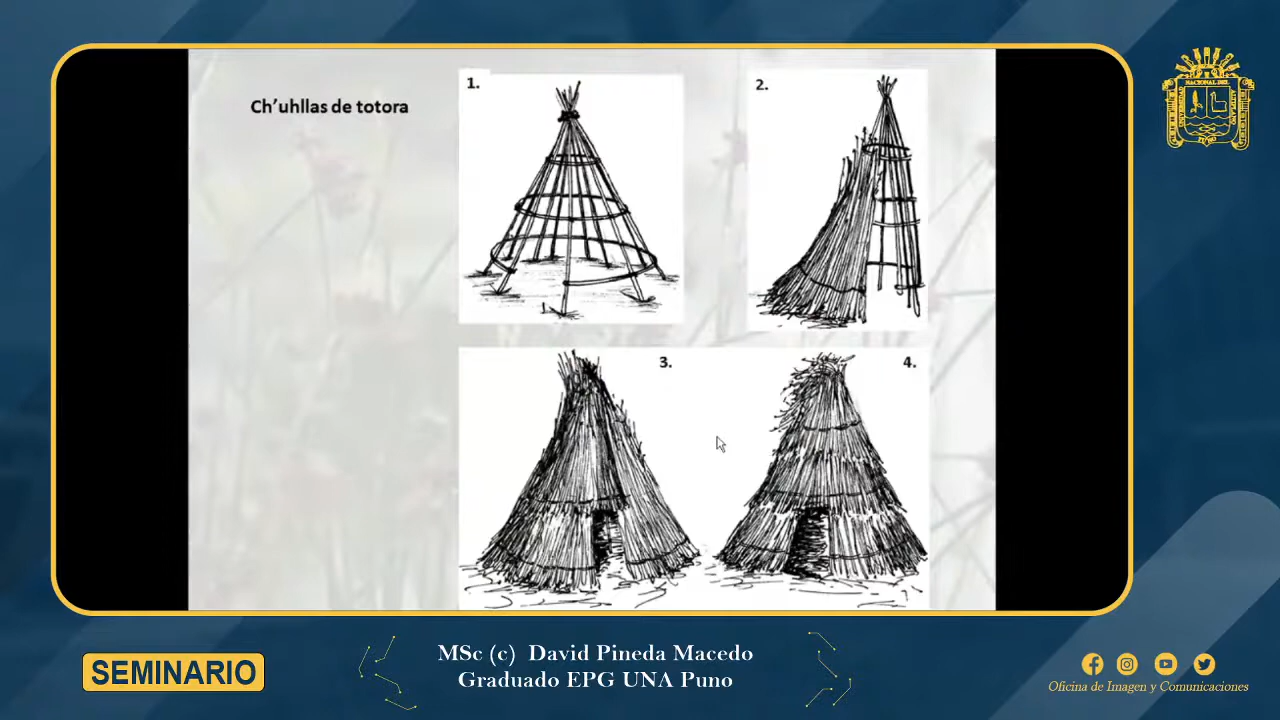 Ch'uhllas de totora
1.
2.
3.
4.
SEMINARIO
MSc (c) David Pineda Macedo
Graduado EPG UNA Puno
Oficina de Imagen y Comunicaciones